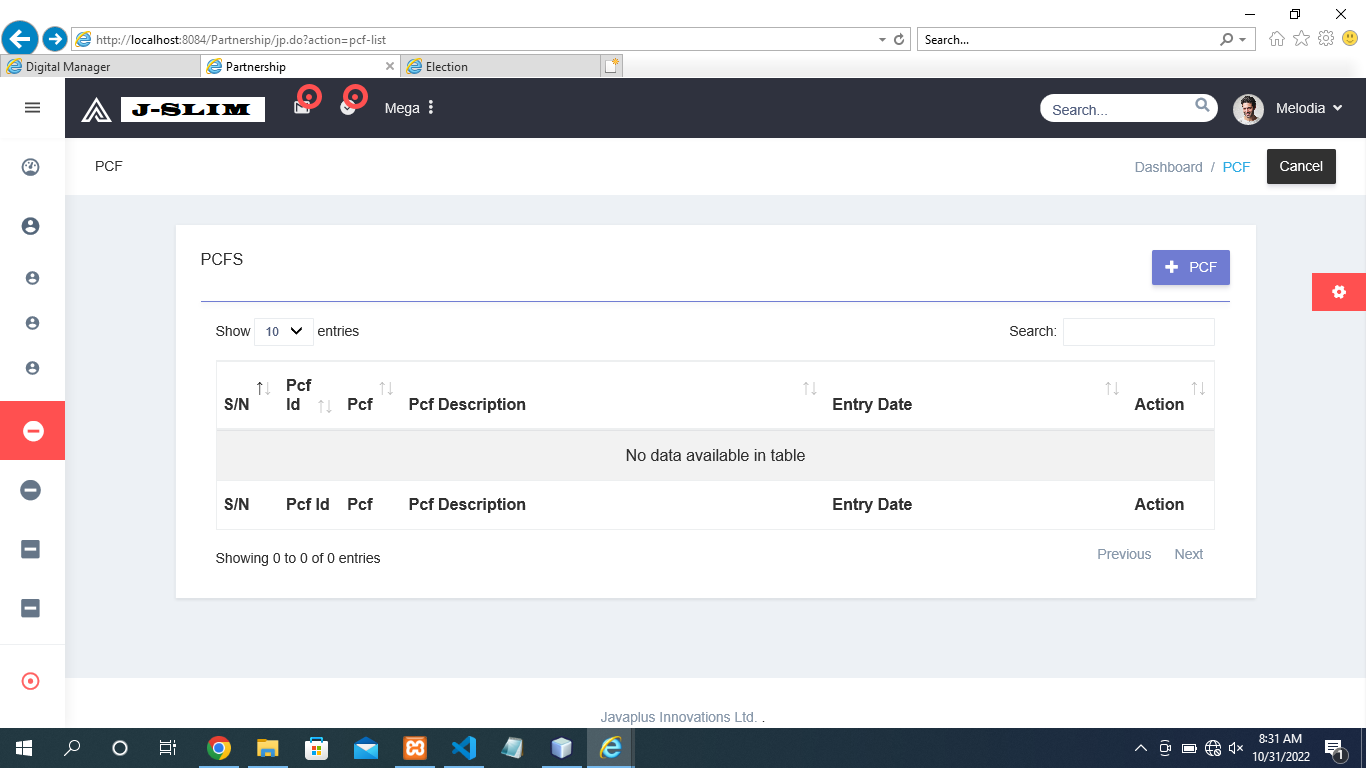 http://localhost:8084/Partnership/jp.do?action=pcf-list
Search...
Digital Manager
Partnership
Election
J-SLIM
Mega
Search...
Melodia
PCF
Dashboard / PCF
Cancel
PCFS
PCF
Show 10 entries
Search:
S/N
Pcf
Id
Pcf
Pcf Description
Entry Date
Action
No data available in table
S/N
Pcf Id
Pcf
Pcf Description
Entry Date
Action
Showing 0 to 0 of 0 entries
Previous
Next
Javaplus Innovations Ltd. .
8:31 AM
10/31/2022
1